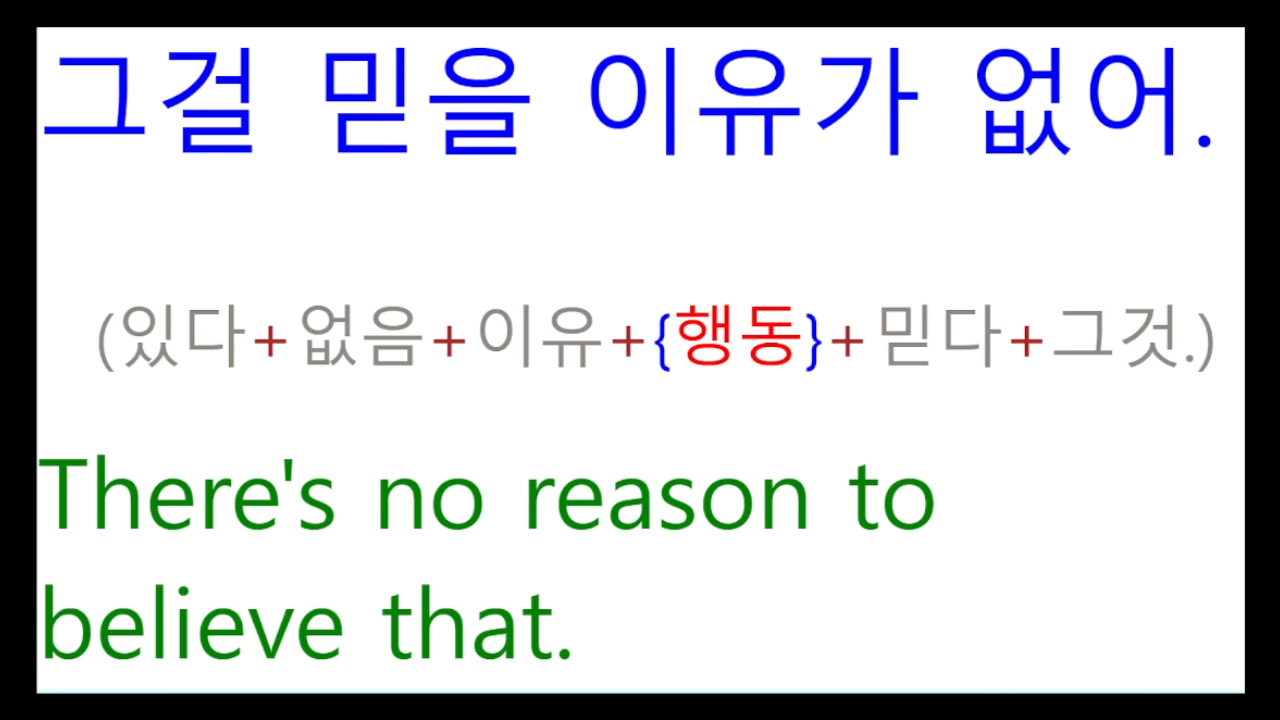 그걸 믿을 이유가 없어.
(있다+없음+이유+{행동}+믿다+그것.)
There's no reason to
believe that.